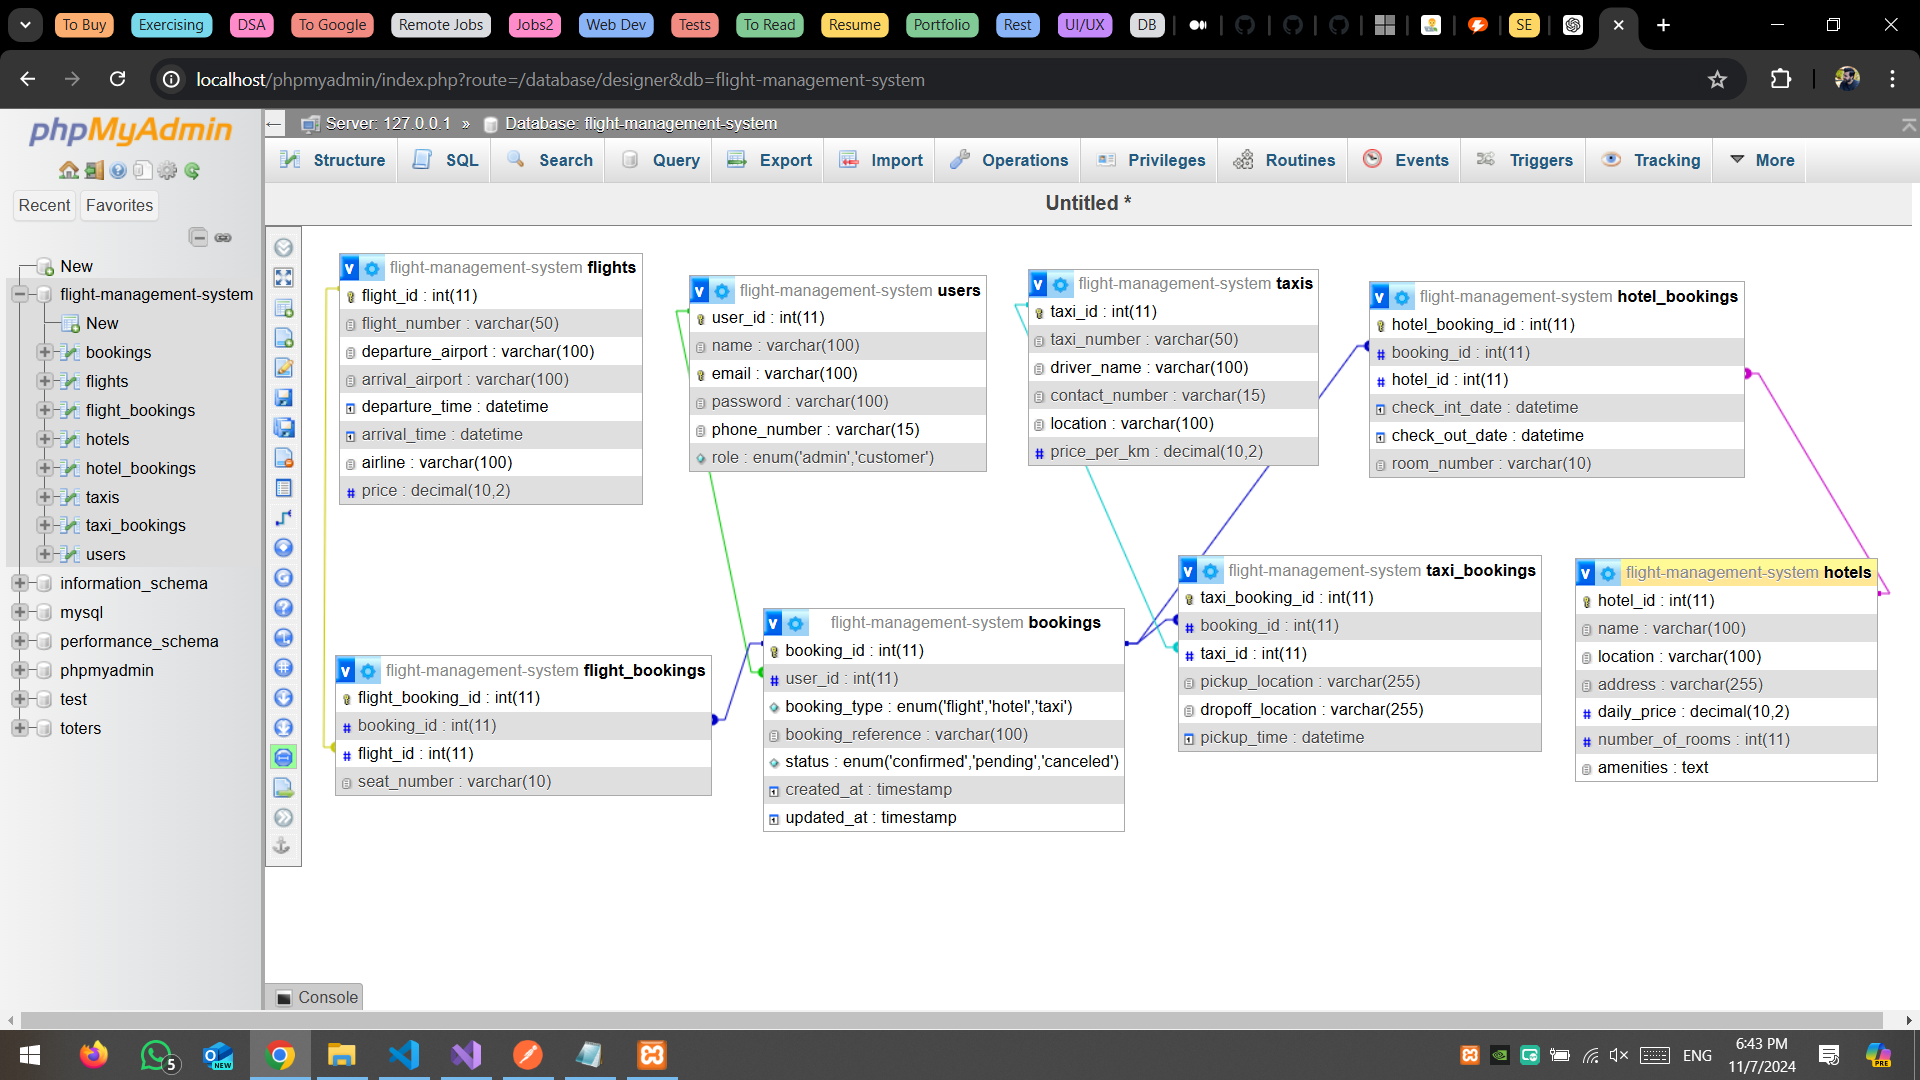 To Buy
Exercising
DSA
To Google
Remote Jobs
Jobs2
Web Dev
Tests
To Read
Resume
Portfolio
Rest
UI/UX
DB
SE
localhost/phpmyadmin/index.php?route=/database/designer&db=flight-management-system
phpMyAdmin
Recent
Favorites
New
flight-management-system
New
bookings
flights
flight_bookings
hotels
hotel_bookings
taxis
taxi_bookings
users
information_schema
mysql
performance_schema
phpmyadmin
test
toters
Server: 127.0.0.1 » Database: flight-management-system
Structure
SQL
Search
Query
Export
Import
Operations
Privileges
Routines
Events
Triggers
Tracking
More
Untitled *
v flight-management-system flights
flight_id : int(11)
flight_number : varchar(50)
departure_airport : varchar(100)
arrival_airport : varchar(100)
departure_time : datetime
arrival_time : datetime
airline : varchar(100)
# price : decimal(10,2)
v flight-management-system users
user_id : int(11)
name : varchar(100)
email : varchar(100)
password : varchar(100)
phone_number : varchar(15)
role : enum('admin','customer')
v flight-management-system taxis
taxi_id : int(11)
taxi_number : varchar(50)
driver_name : varchar(100)
contact_number : varchar(15)
location : varchar(100)
# price_per_km : decimal(10,2)
v flight-management-system hotel_bookings
hotel_booking_id : int(11)
# booking_id : int(11)
# hotel_id : int(11)
check_int_date : datetime
check_out_date : datetime
room_number : varchar(10)
v flight-management-system flight_bookings
flight_booking_id : int(11)
# booking_id : int(11)
# flight_id : int(11)
seat_number : varchar(10)
v flight-management-system bookings
booking_id : int(11)
# user_id : int(11)
booking_type : enum('flight','hotel','taxi')
booking_reference : varchar(100)
status : enum('confirmed','pending','canceled')
created_at : timestamp
updated_at : timestamp
v flight-management-system taxi_bookings
taxi_booking_id : int(11)
# booking_id : int(11)
# taxi_id : int(11)
pickup_location : varchar(255)
dropoff_location : varchar(255)
pickup_time : datetime
v flight-management-system hotels
hotel_id : int(11)
name : varchar(100)
location : varchar(100)
address : varchar(255)
# daily_price : decimal(10,2)
# number_of_rooms : int(11)
amenities : text
Console
5
NEW
ENG
6:43 PM
11/7/2024
PRE